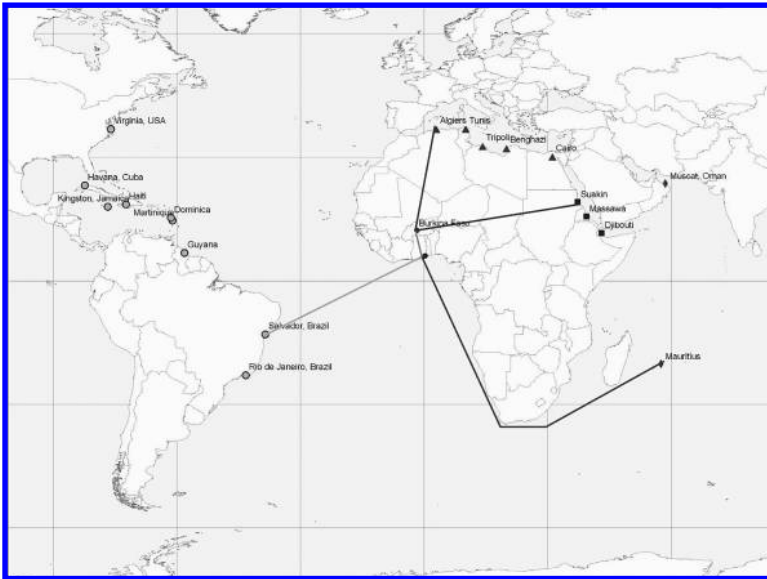 Virginia, USA
Algiers Tunis
Tripoli
Benghazi
Cairo
Havana, Cuba
Haiti
Kingston, Jamaica
Martinique
Dominica
Suakin
Muscat, Oman
Massawa
Burkina Faso
Djibouti
Guyana
Salvador, Brazil
Mauritius
Rio de Janeiro, Brazil